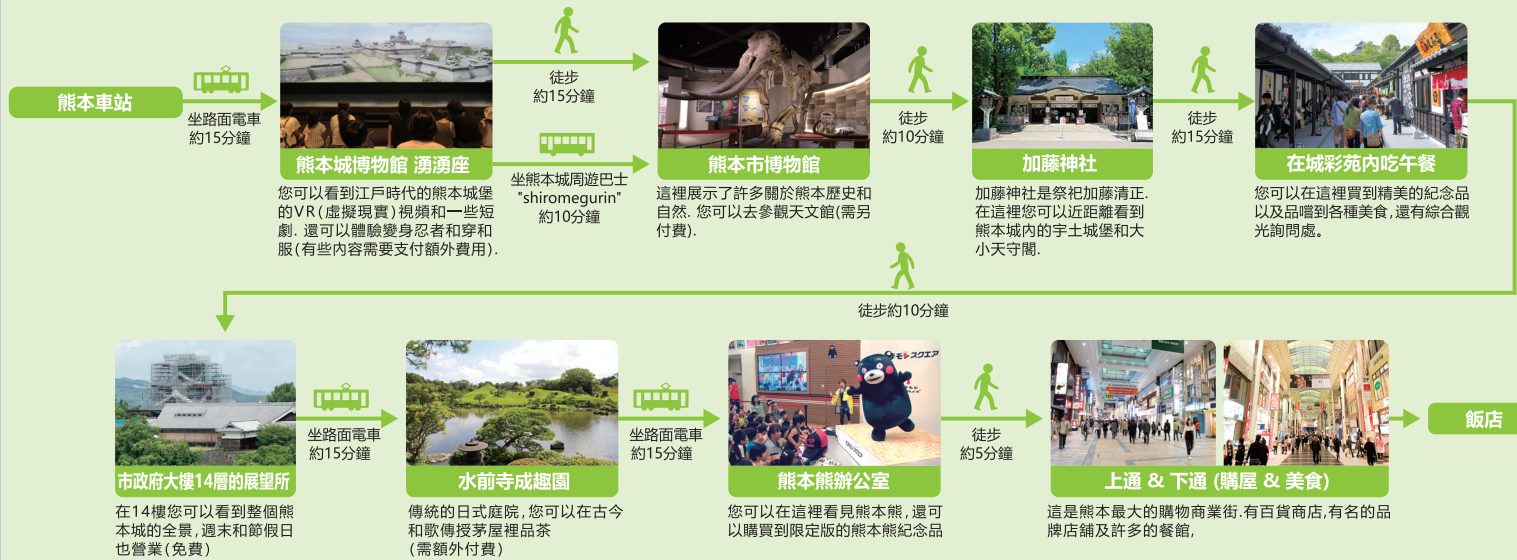 熊本車站
坐路面電車
約15分鐘
熊本城博物館 湧湧座
您可以看到江戶時代的熊本城堡
的VR(虛擬現實)視頻和一些短
劇. 還可以體驗變身忍者和穿和
服(有些內容需要支付額外費用).
徒步
約15分鐘
坐熊本城周遊巴士
"shiromegurin"
約10分鐘
熊本市博物館
這裡展示了許多關於熊本歷史和
自然. 您可以去參觀天文館(需另
付費).
徒步
約10分鐘
加藤神社
加藤神社是祭祀加藤清正.
在這裡您可以近距離看到
熊本城內的宇土城堡和大
小天守閣.
徒步
約15分鐘
在城彩苑內吃午餐
您可以在這裡買到精美的紀念品
以及品嚐到各種美食,還有綜合觀
光詢問處。
徒步約10分鐘
市政府大樓14層的展望所
在14樓您可以看到整個熊
本城的全景,週末和節假日
也營業(免費)
坐路面電車
約15分鐘
水前寺成趣園
傳統的日式庭院,您可以在古今
和歌傳授茅屋裡品茶
(需額外付費)
坐路面電車
約15分鐘
熊本熊辦公室
您可以在這裡看見熊本熊,還可
以購買到限定版的熊本熊紀念品
徒步
約5分鐘
上通 & 下通 (購屋 & 美食)
這是熊本最大的購物商業街.有百貨商店,有名的品
牌店舖及許多的餐館,
飯店